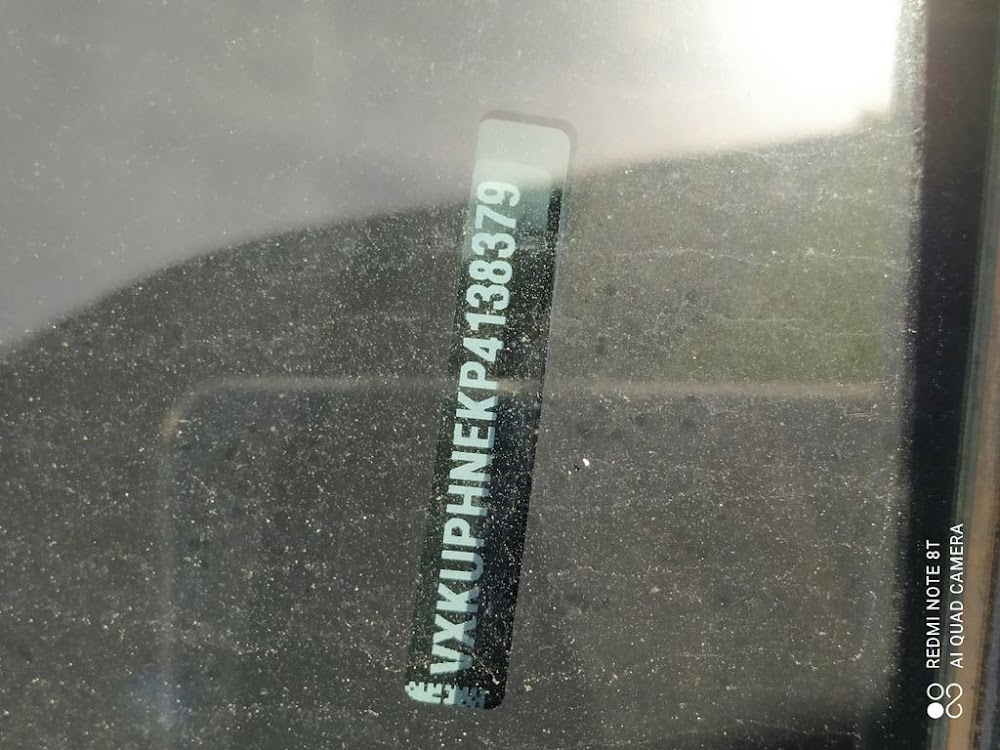 VXKUPHNEKP4138379
REDMI NOTE 8T
AI QUAD CAMERA